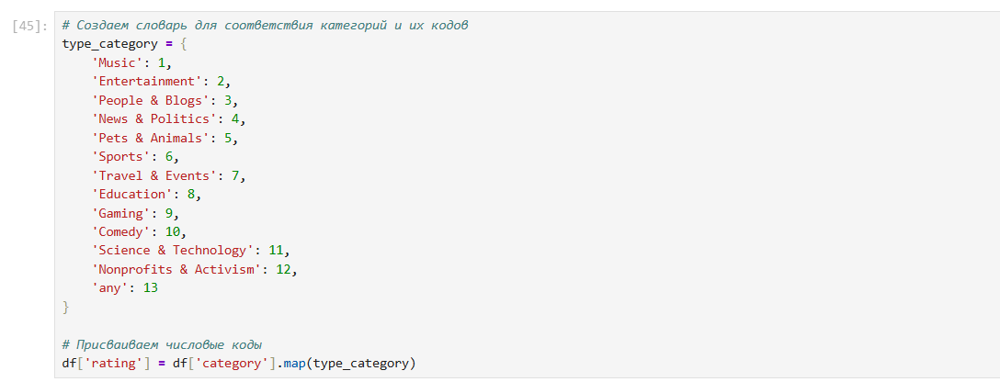 [45]: # Создаем словарь для соответствия категорий и их кодов
type_category = {
    'Music': 1,
    'Entertainment': 2,
    'People & Blogs': 3,
    'News & Politics': 4,
    'Pets & Animals': 5,
    'Sports': 6,
    'Travel & Events': 7,
    'Education': 8,
    'Gaming': 9,
    'Comedy': 10,
    'Science & Technology': 11,
    'Nonprofits & Activism': 12,
    'any': 13
}
# Присваиваем числовые коды
df['rating'] = df['category'].map(type_category)